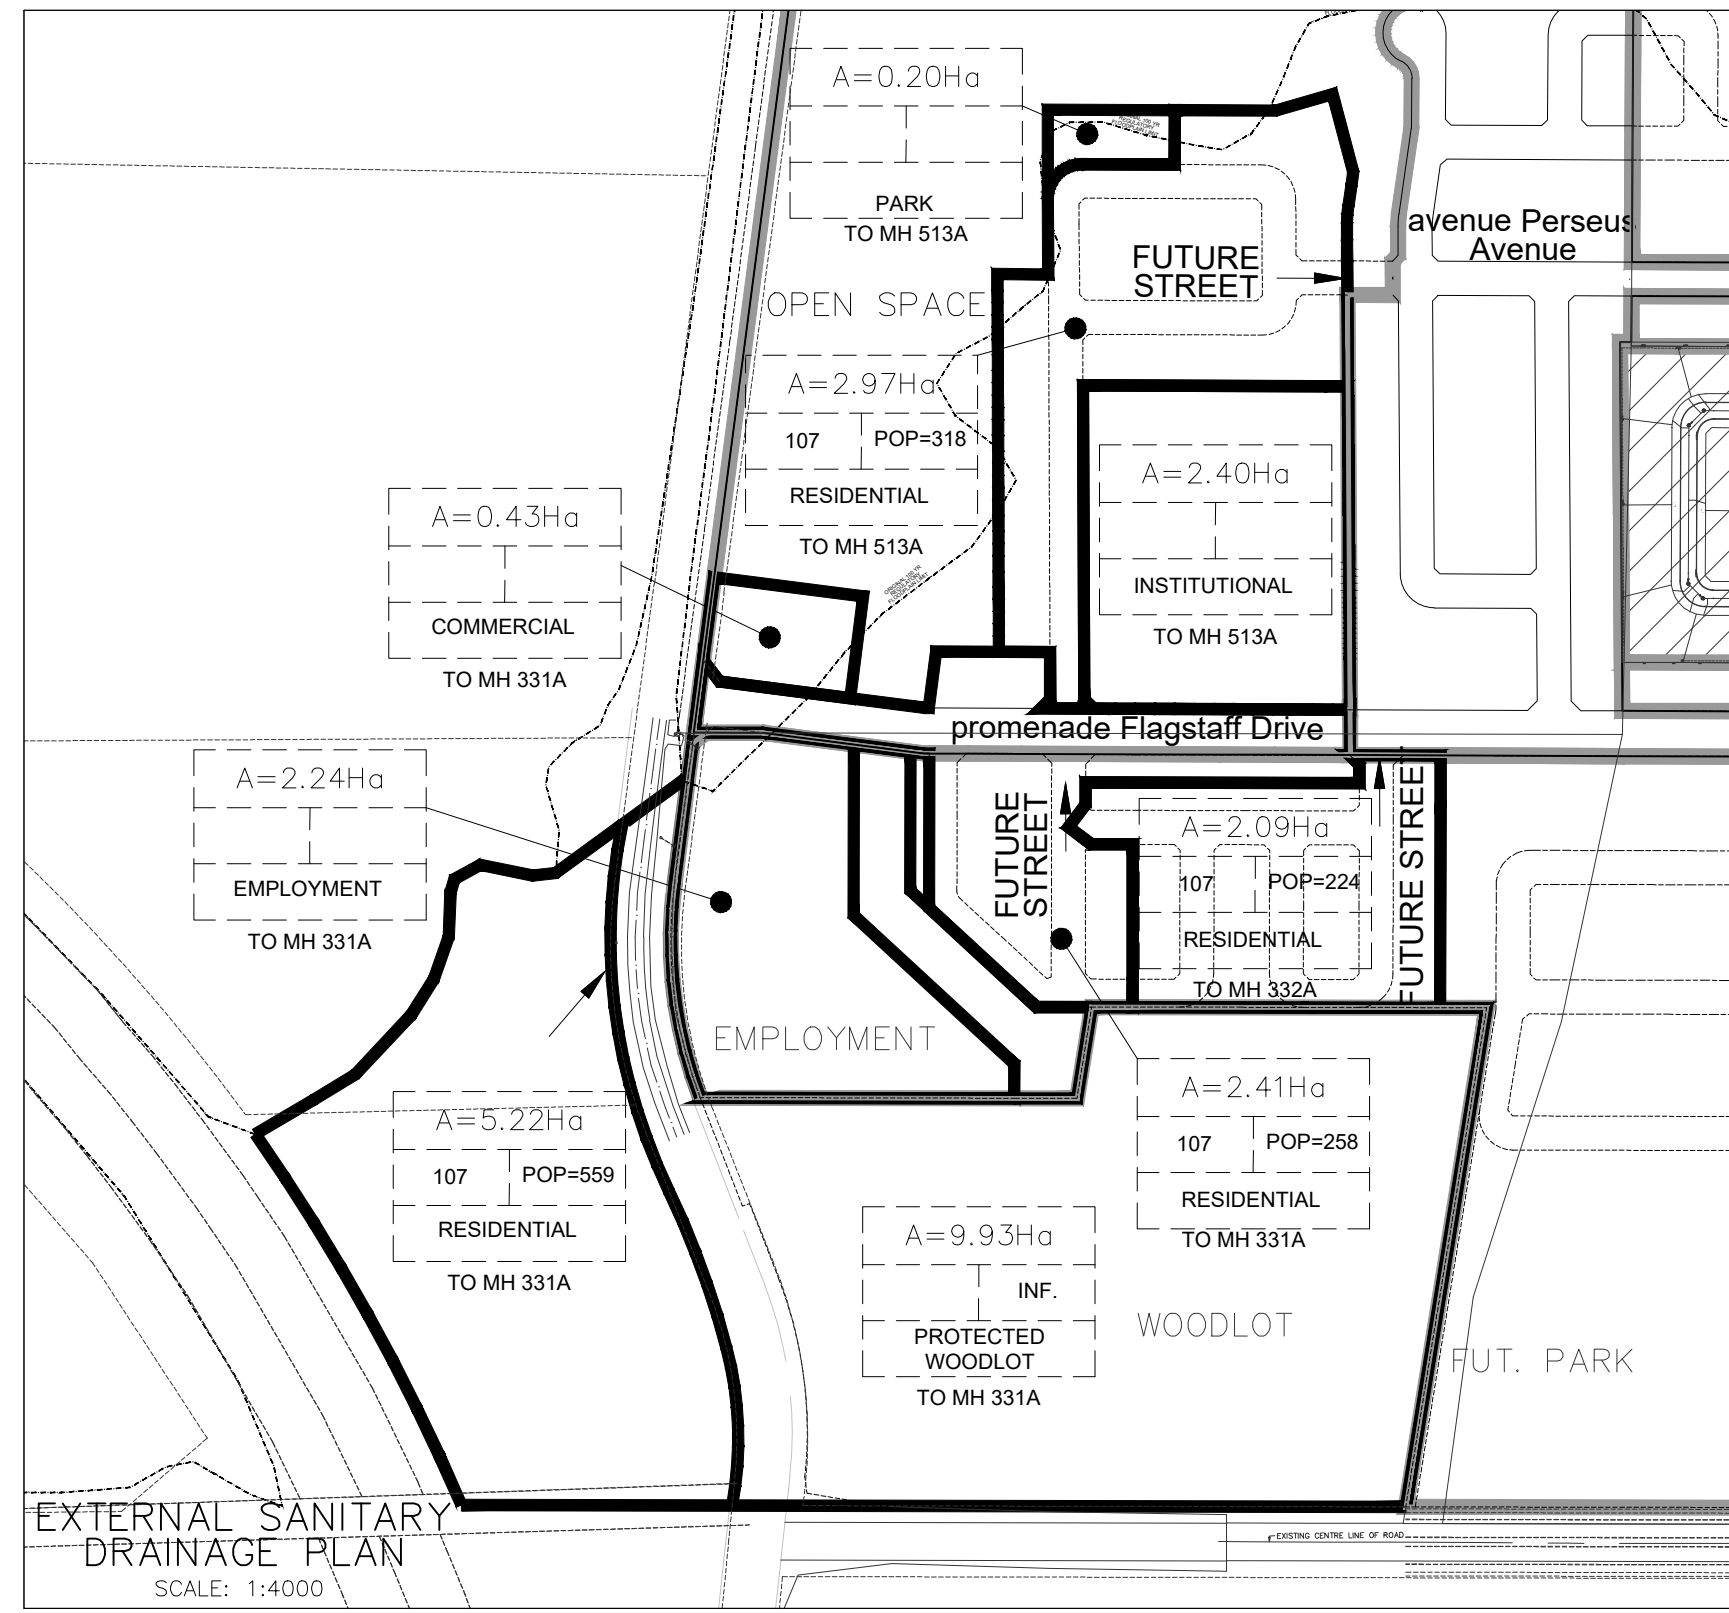 A=0.20Ha
PARK
TO MH 513A
avenue Perseus
Avenue
FUTURE
STREET
OPEN SPACE
A=2.97Ha
107 POP=318
RESIDENTIAL
TO MH 513A
A=2.40Ha
INSTITUTIONAL
TO MH 513A
A=0.43Ha
COMMERCIAL
TO MH 331A
promenade Flagstaff Drive
A=2.24Ha
EMPLOYMENT
TO MH 331A
FUTURE
STREET
A=2.09Ha
107 POP=224
RESIDENTIAL
TO MH 332A
FUTURE STREE
EMPLOYMENT
A=5.22Ha
107 POP=559
RESIDENTIAL
TO MH 331A
A=2.41Ha
107 POP=258
RESIDENTIAL
TO MH 331A
A=9.93Ha
INF.
PROTECTED
WOODLOT
TO MH 331A
WOODLOT
FUT. PARK
EXISTING CENTRE LINE OF ROAD
EXTERNAL SANITARY
DRAINAGE PLAN
SCALE: 1:4000